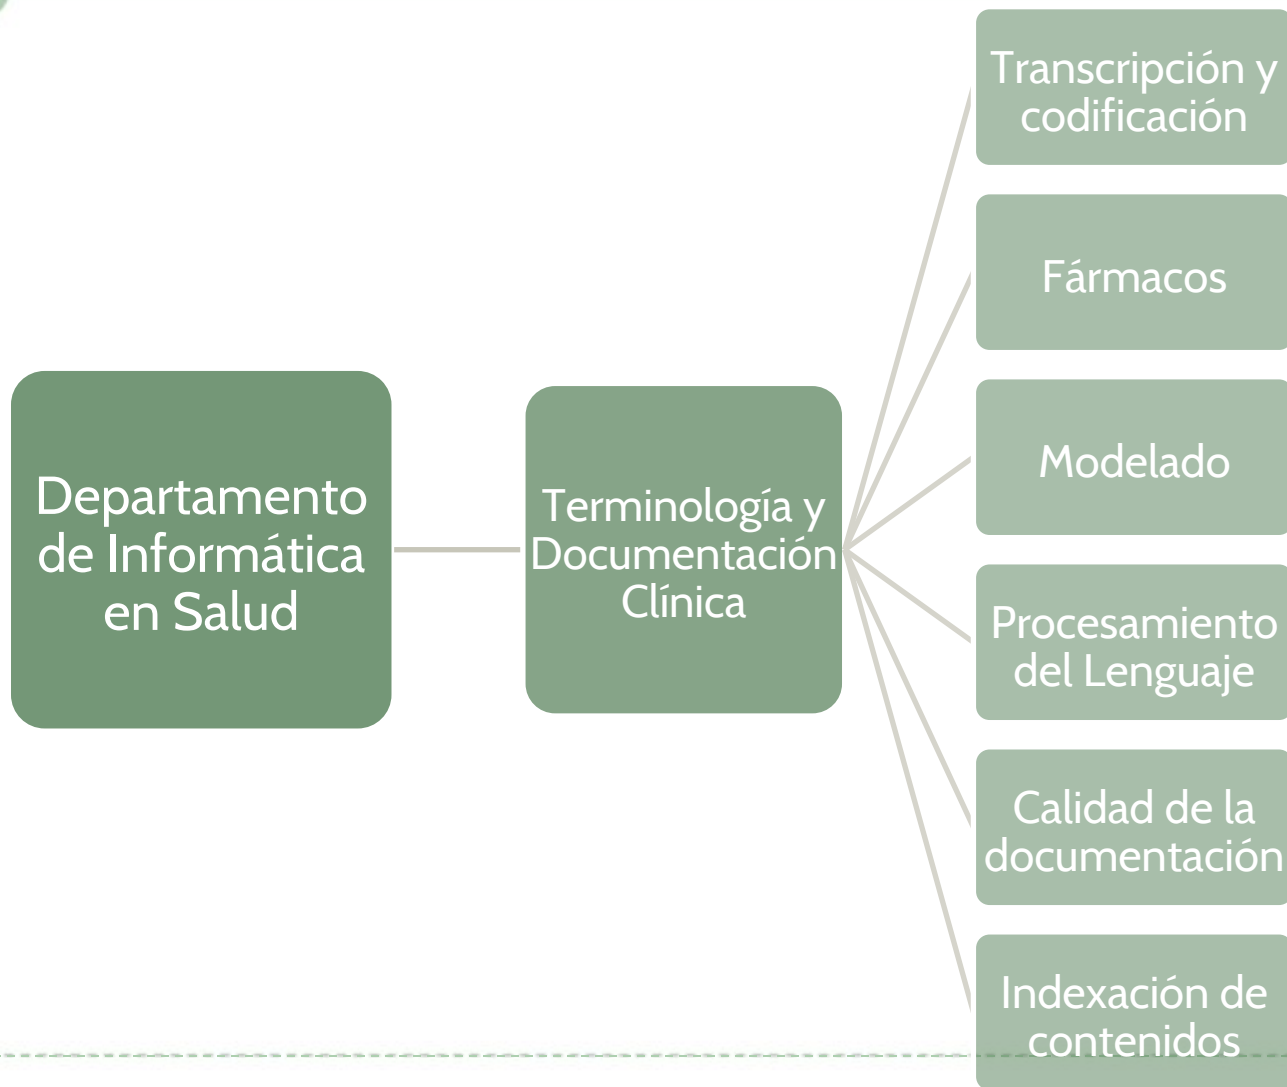 Departamento
de Informática
en Salud
Terminología y
Documentación
Clínica
Transcripción y
codificación
Fármacos
Modelado
Procesamiento
del Lenguaje
Calidad de la
documentación
Indexación de
contenidos